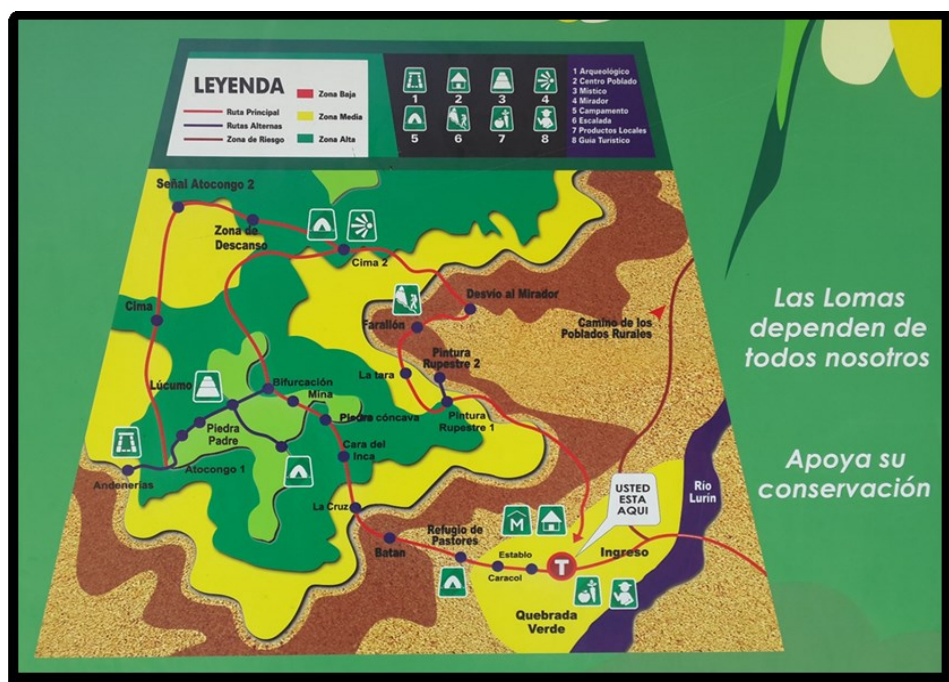 LEYENDA
Ruta Principal
Rutas Alternas
Zona de Riesgo
Zona Baja
Zona Media
Zona Alta
1
2
3
4
5
6
7
8
1 Arqueológico
2 Centro Poblado
3 Místico
4 Mirador
5 Campamento
6 Escalada
7 Productos Locales
8 Guía Turístico
Señal Atocongo 2
Zona de
Descanso
Cima 2
Cima
Desvio al Mirador
Farallón
Camino de los
Poblados Rurales
Pintura
Rupestre 2
La tara
Lúcumo
Bifurcación
Mina
Piedra cóncava
Pintura
Rupestre 1
Piedra
Padre
Cara del
Inca
Atocongo 1
Andenerías
La Cruz
Batan
Refugio de
Pastores
M
USTED
ESTA
AQUI
Río
Lurín
Establo
Caracol
T
Ingreso
Quebrada
Verde
Las Lomas
dependen de
todos nosotros
Apoya su
conservación